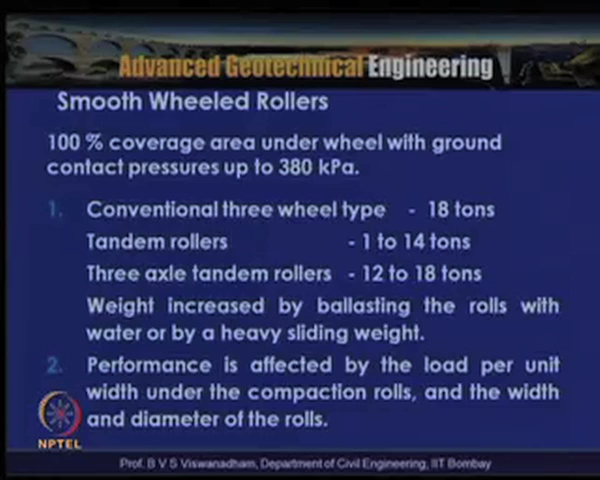 Advanced Geotechnical Engineering
Smooth Wheeled Rollers
100 % coverage area under wheel with ground
contact pressures up to 380 kPa.
1. Conventional three wheel type - 18 tons
Tandem rollers - 1 to 14 tons
Three axle tandem rollers - 12 to 18 tons
Weight increased by ballasting the rolls with
water or by a heavy sliding weight.
2. Performance is affected by the load per unit
width under the compaction rolls, and the width
and diameter of the rolls.
NPTEL
Prof. B V S Viswanadham, Department of Civil Engineering, IIT Bombay